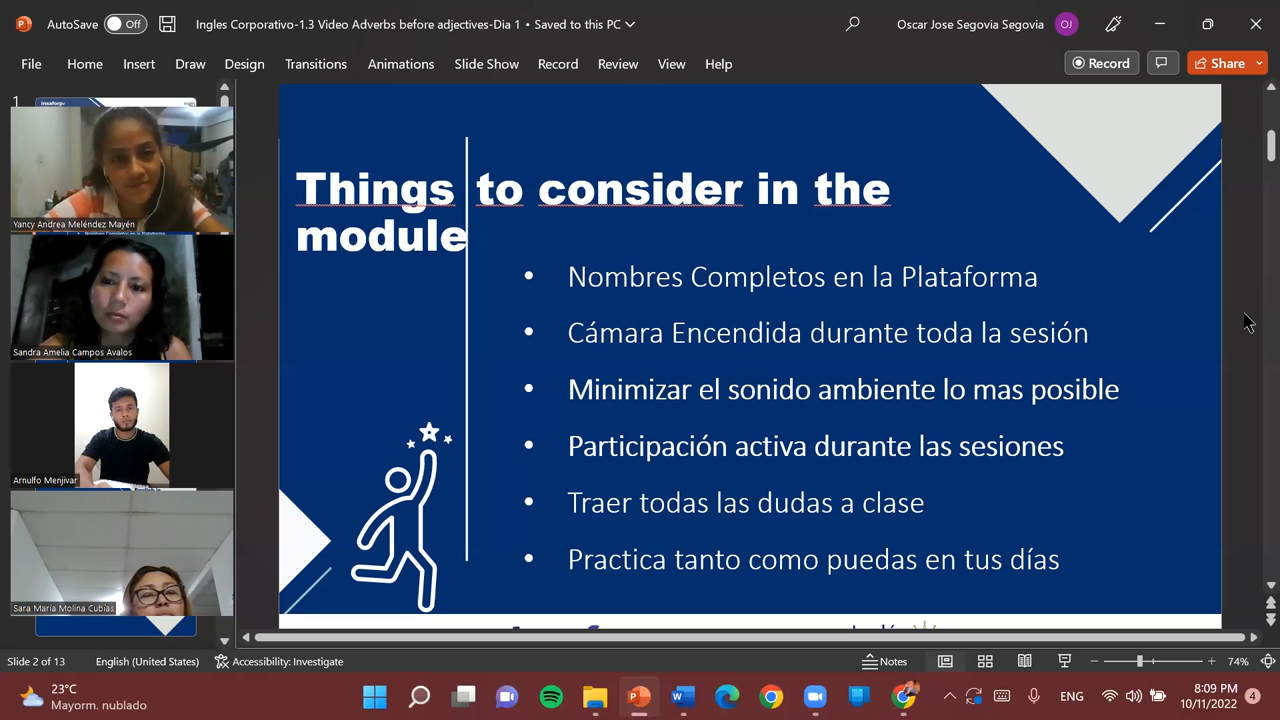 AutoSave Off Ingles Corporativo-1.3 Video Adverbs before adjectives-Dia 1 • Saved to this PC Oscar Jose Segovia Segovia OJ
File Home Insert Draw Design Transitions Animations Slide Show Record Review View Help Record Share
1
Yancy Andrea Meléndez Mayén
Sandra Amelia Campos Avalos
Arnulfo Menjivar
Sara María Molina Cubías
Things to consider in the
module
• Nombres Completos en la Plataforma
• Cámara Encendida durante toda la sesión
• Minimizar el sonido ambiente lo mas posible
• Participación activa durante las sesiones
• Traer todas las dudas a clase
• Practica tanto como puedas en tus días
Slide 2 of 13 English (United States) Accessibility: Investigate Notes 74%
23°C
Mayorm. nublado
ENG
8:09 PM
10/11/2022
4